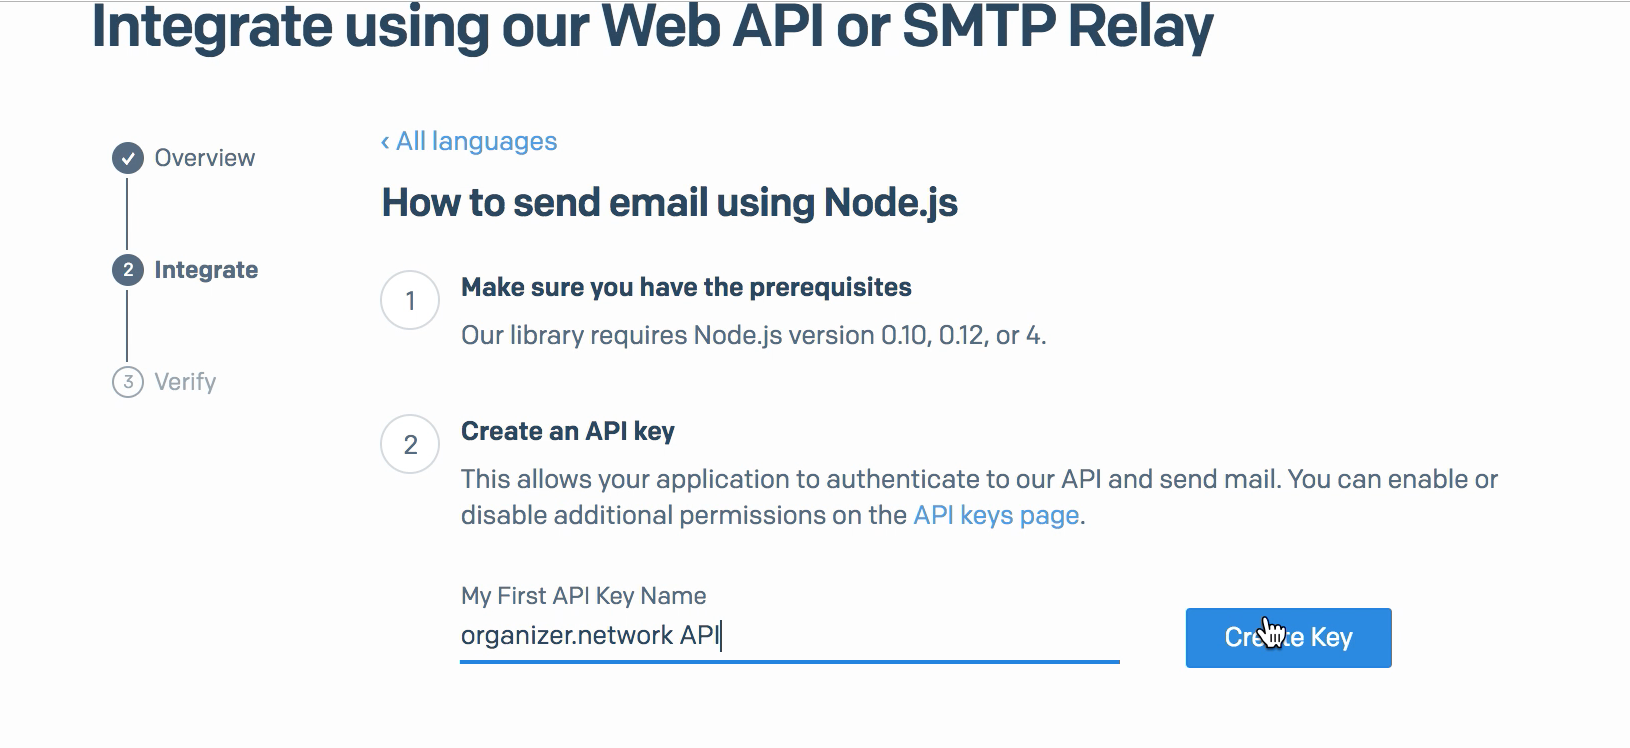 Integrate using our Web API or SMTP Relay
Overview
2 Integrate
3 Verify
‹ All languages
How to send email using Node.js
1 Make sure you have the prerequisites
Our library requires Node.js version 0.10, 0.12, or 4.
2 Create an API key
This allows your application to authenticate to our API and send mail. You can enable or
disable additional permissions on the API keys page.
My First API Key Name
organizer.network API
Create Key